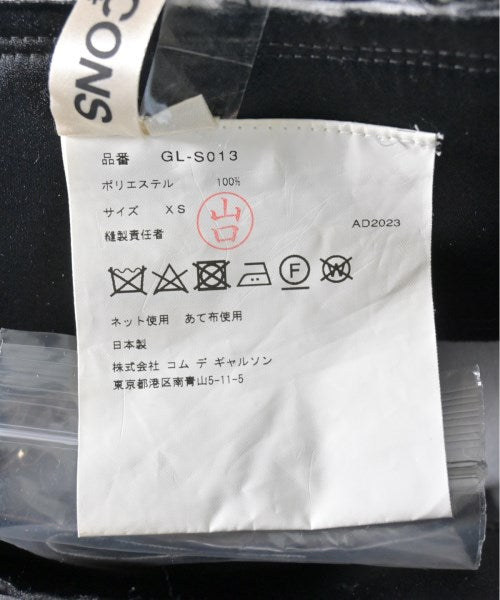 CONS
品番 GL-S013
ポリエステル 100%
サイズ XS
山口
縫製責任者
AD2023
F
W
ネット使用 あて布使用
日本製
株式会社 コム デ ギャルソン
東京都港区南青山5-11-5